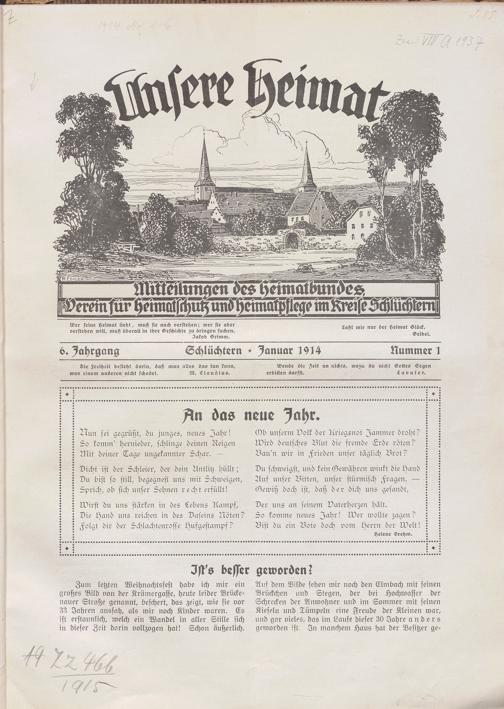 1914 Nr. 1-6
Zu: VIII A 1937
Unsere Heimat
Mitteilungen des Heimatbundes
Verein für Heimatschutz und Heimatpflege im Kreise Schlüchtern
Wer seine Heimat liebt, muß sie auch verstehen; wer sie aber
verstehen will, muß überall in ihre Geschichte zu dringen suchen.
Jakob Grimm.
Laßt mir nur der Heimat Glück.
Geibel.
6. Jahrgang Schlüchtern • Januar 1914 Nummer 1
Die Freiheit besteht darin, daß man alles das tun kann,
was einem anderen nicht schadet. M. Claudius.
Wende die Zeit an nichts, wozu du nicht Gottes Segen
erbitten darfst. Lavater.
An das neue Jahr.
Nun sei gegrüßt, du junges, neues Jahr!
So komm' hernieder, schlinge deinen Reigen
Mit deiner Tage ungekannter Schar. —
Dicht ist der Schleier, der dein Antlitz hüllt;
Du bist so still, begegnest uns mit Schweigen,
Sprich, ob sich unser Sehnen recht erfüllt!
Wirst du uns stärken in des Lebens Kampf,
Die Hand uns reichen in des Daseins Nöten?
Folgt dir der Schlachtenrosse Hufgestampf?
Ob unserm Volk der Kriegsnot Jammer droht?
Wird deutsches Blut die fremde Erde röten?
Bau'n wir in Frieden unser täglich Brot?
Du schweigst, und kein Gewähren winkt die Hand
Auf unser Bitten, unser stürmisch Fragen, —
Gewiß doch ist, daß der dich uns gesandt,
Der uns an seinem Vaterherzen hält.
So komme neues Jahr! Wer wollte zagen?
Bist du ein Bote doch vom Herrn der Welt!
Helene Brehm.
Ist's besser geworden?
Zum letzten Weihnachtsfest habe ich mir ein
großes Bild von der Krämergasse, heute leider Brücke-
nauer Straße genannt, beschert, das zeigt, wie sie vor
33 Jahren aussah, als wir noch Kinder waren. Es
ist erstaunlich, welch ein Wandel in aller Stille sich
in dieser Zeit darin vollzogen hat! Schon äußerlich.
Auf dem Bilde sehen wir noch den Elmbach mit seinen
Brückchen und Stegen, der bei Hochwasser der
Schrecken der Anwohner und im Sommer mit seinen
Kieseln und Tümpeln eine Freude der Kleinen war,
und gar vieles, das im Laufe dieser 30 Jahre anders
geworden ist. In manchem Haus hat der Besitzer ge-
19 ZZ 466
1915